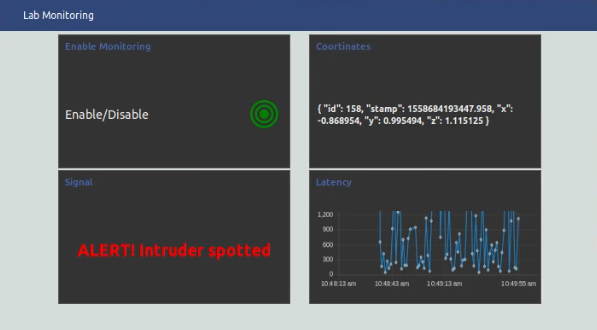 Lab Monitoring
Enable Monitoring
Enable/Disable
Coordinates
{ "id": 158, "stamp": 1558684193447.958, "x":
-0.868954, "y": 0.995494, "z": 1.115125 }
Signal
ALERT! Intruder spotted
Latency
1,200
900
600
300
0
10:48:13 am
10:48:43 am
10:49:13 am
10:49:55 am